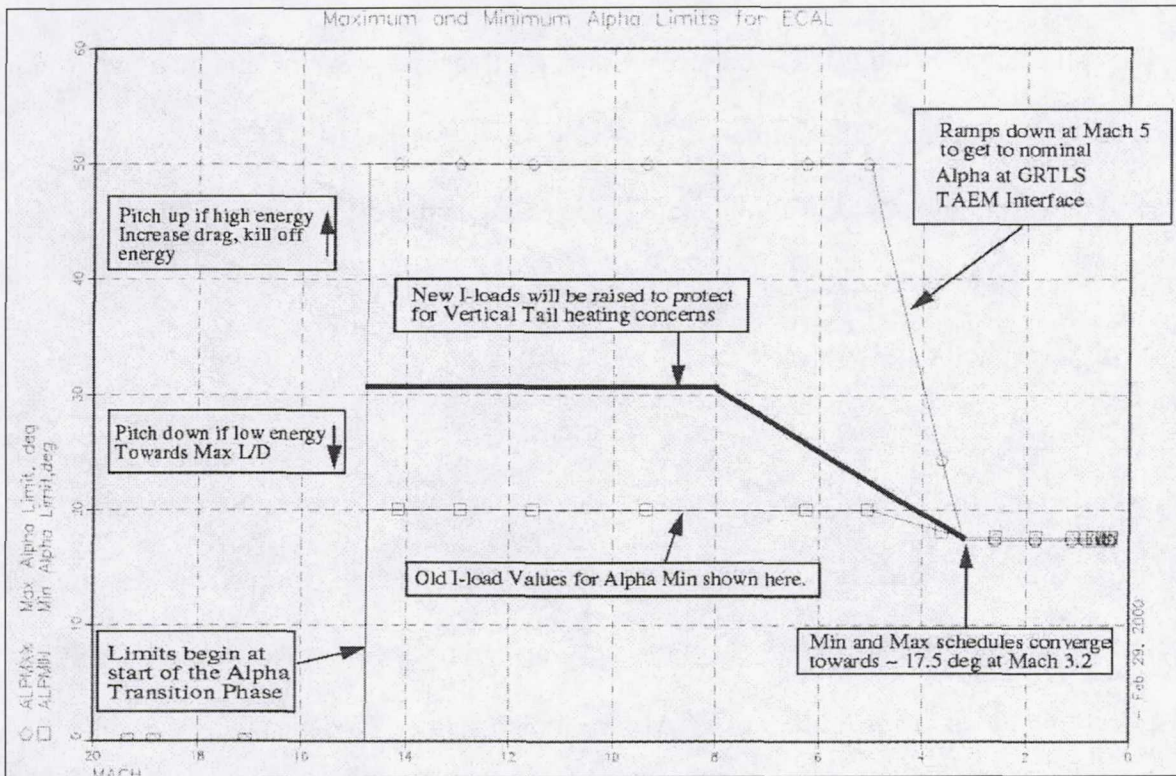 Maximum and Minimum Alpha Limits for ECAL
60
50
40
30
20
10
0
Pitch up if high energy
Increase drag, kill off
energy
Ramps down at Mach 5
to get to nominal
Alpha at GRTLS
TAEM Interface
New I-loads will be raised to protect
for Vertical Tail heating concerns
Pitch down if low energy
Towards Max L/D
Old I-load Values for Alpha Min shown here.
Limits begin at
start of the Alpha
Transition Phase
Min and Max schedules converge
towards ~ 17.5 deg at Mach 3.2
Max Alpha Limit, deg
ALPMIN Min Alpha Limit, deg
Feb 29, 2000
20 18 16 14 12 10 8 6 4 2 0
MACH